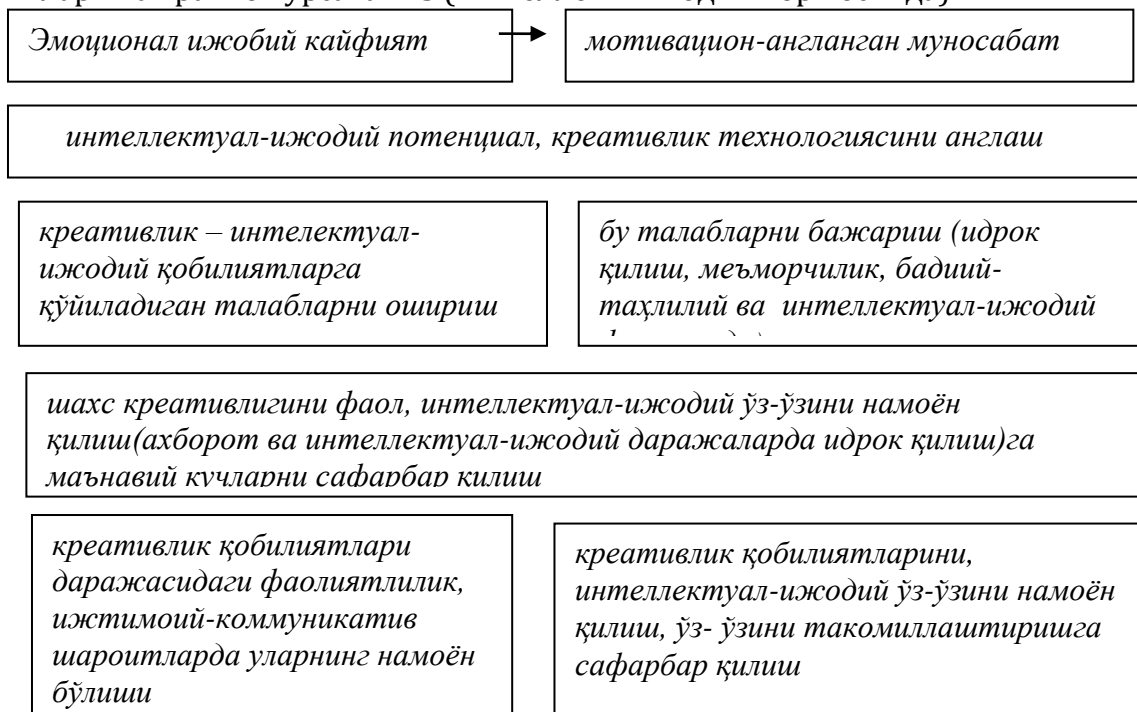 Эмоционал ижобий кайфият
мотивацион-англанган муносабат
интеллектуал-ижодий потенциал, креативлик технологиясини англаш
креативлик – интелектуал-
ижодий қобилиятларга
қўйиладиган талабларни ошириш
бу талабларни бажариш (идрок
қилиш, меъморчилик, бадиий-
таҳлилий ва интеллектуал-ижодий
шахс креативлигини фаол, интеллектуал-ижодий ўз-ўзини намоён
қилиш(ахборот ва интеллектуал-ижодий даражаларда идрок қилиш)га
маънавий кучларни сафарбар қилиш
креативлик қобилиятлари
даражасидаги фаолиятлилик,
ижтимоий-коммуникатив
шароитларда уларнинг намоён
бўлиши
креативлик қобилиятларини,
интеллектуал-ижодий ўз-ўзини намоён
қилиш, ўз- ўзини такомиллаштиришга
сафарбар қилиш